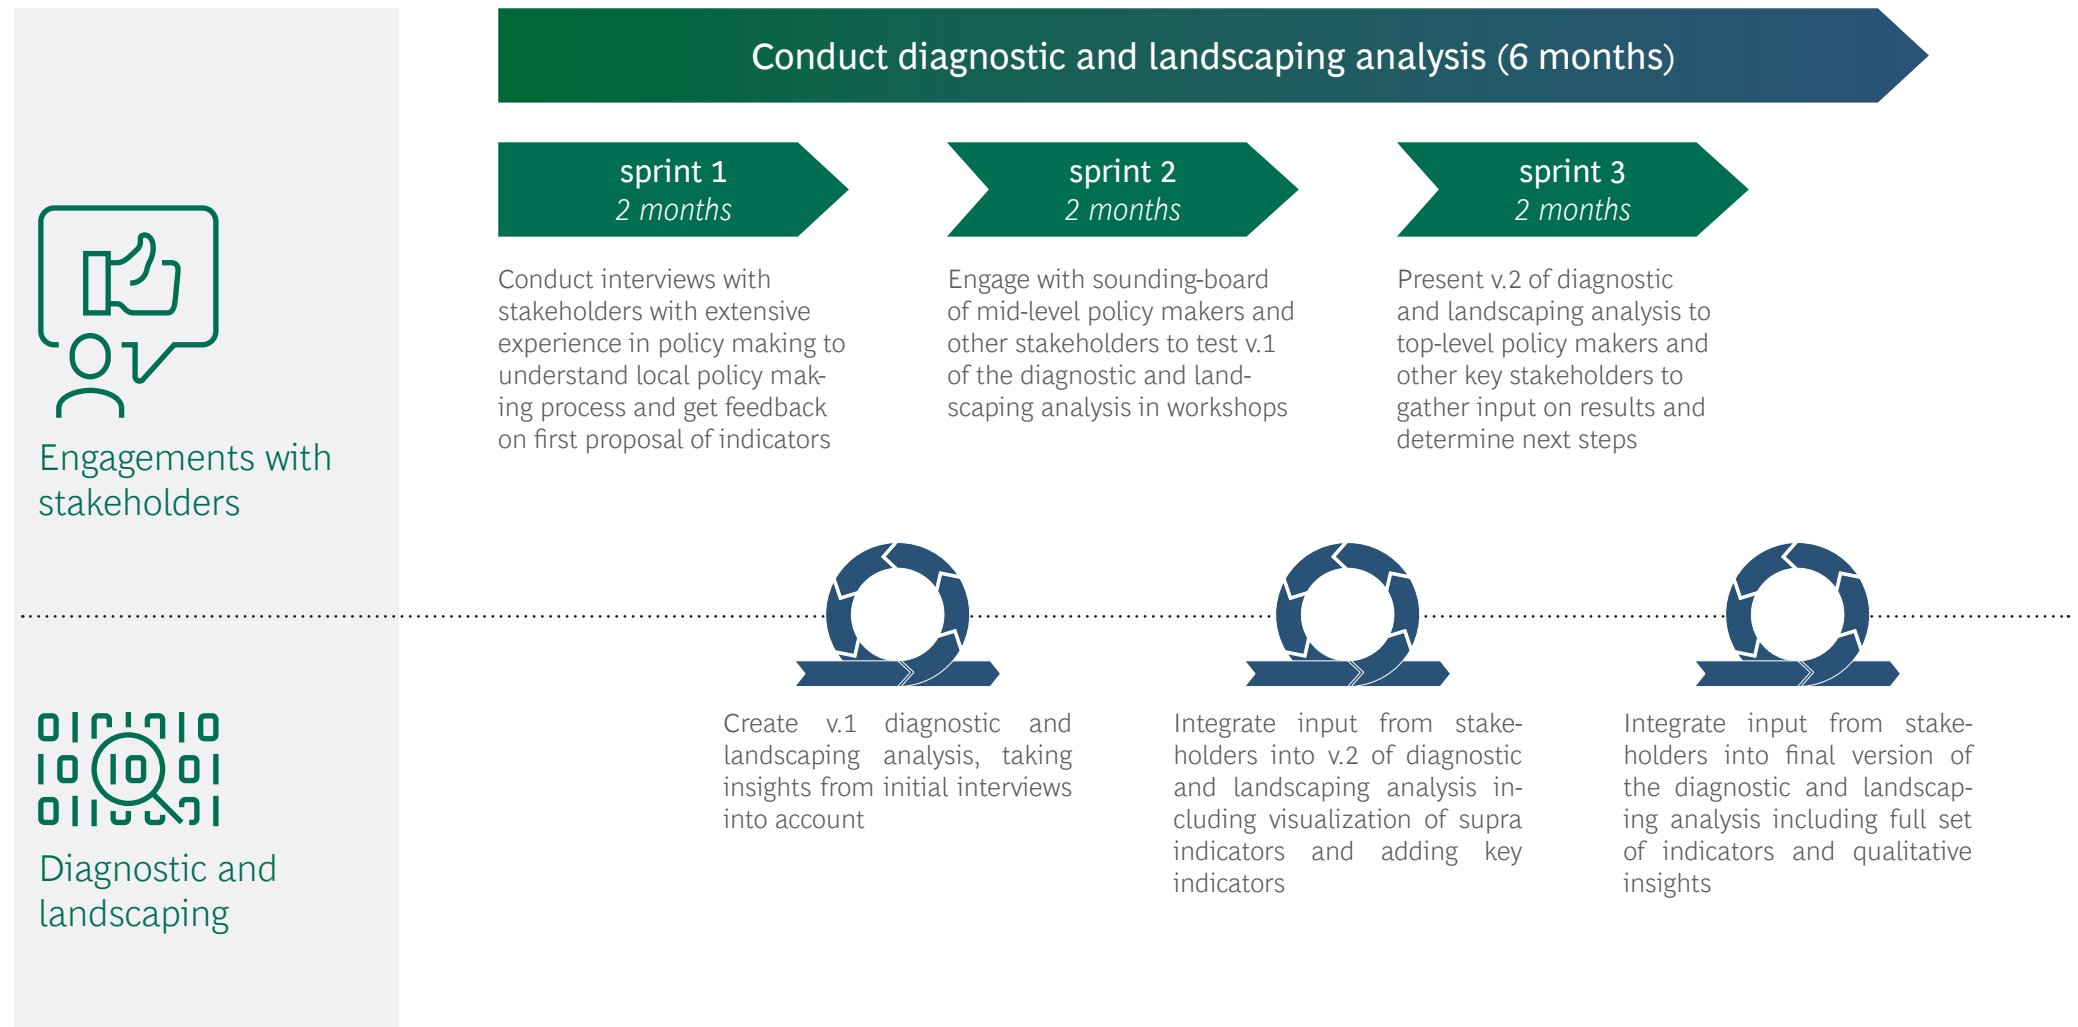 Conduct diagnostic and landscaping analysis (6 months)
sprint 1
2 months
sprint 2
2 months
sprint 3
2 months
Engagements with
stakeholders
Conduct interviews with
stakeholders with extensive
experience in policy making to
understand local policy mak-
ing process and get feedback
on first proposal of indicators
Engage with sounding-board
of mid-level policy makers and
other stakeholders to test v.1
of the diagnostic and land-
scaping analysis in workshops
Present v.2 of diagnostic
and landscaping analysis to
top-level policy makers and
other key stakeholders to
gather input on results and
determine next steps
Diagnostic and
landscaping
Create v.1 diagnostic and
landscaping analysis, taking
insights from initial interviews
into account
Integrate input from stake-
holders into v.2 of diagnostic
and landscaping analysis in-
cluding visualization of supra
indicators and adding key
indicators
Integrate input from stake-
holders into final version of
the diagnostic and landscap-
ing analysis including full set
of indicators and qualitative
insights